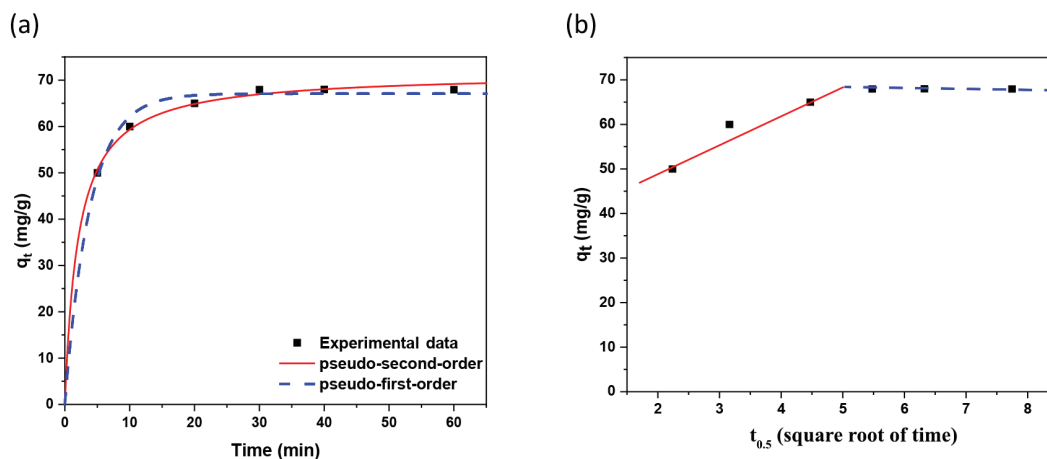 (a)
70
60
50
40
30
20
10
0
qt (mg/g)
0 10 20 30 40 50 60
Time (min)
Experimental data
pseudo-second-order
pseudo-first-order
(b)
70
60
50
40
30
20
10
0
qt (mg/g)
2 3 4 5 6 7 8
t0.5 (square root of time)